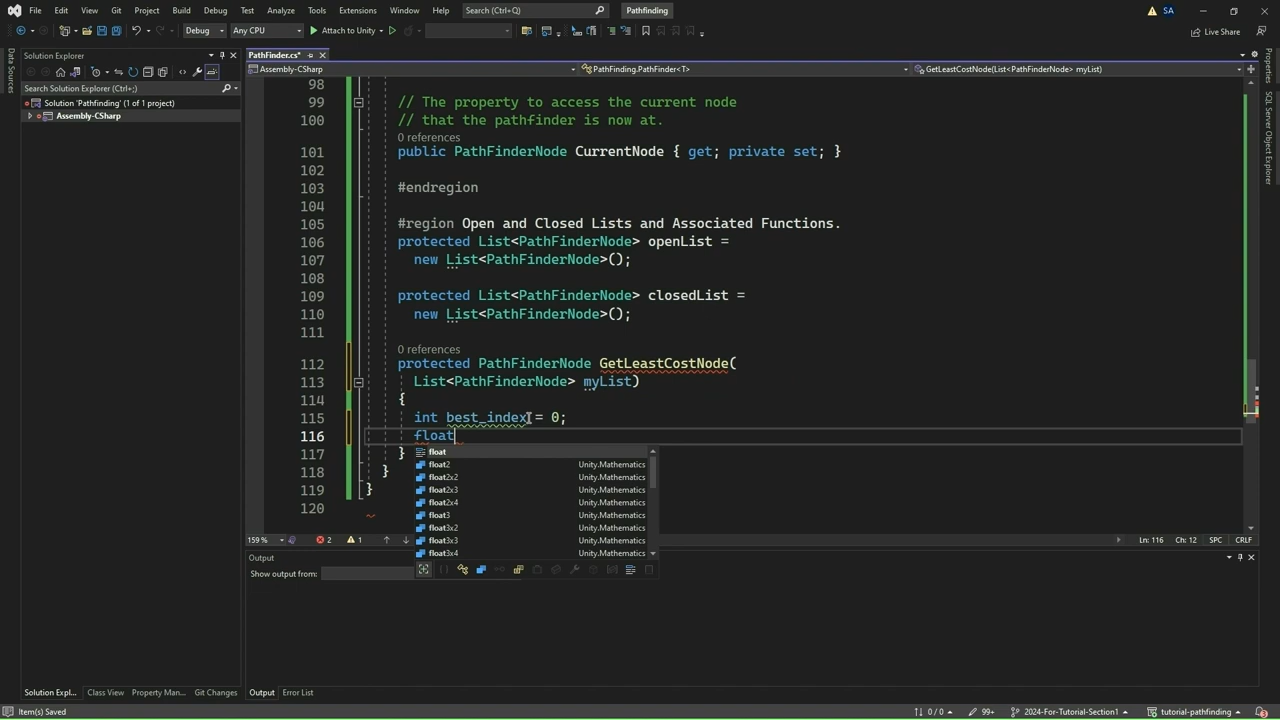 File Edit View Git Project Build Debug Test Analyze Tools Extensions Window Help Search (Ctrl+Q) Pathfinding SA
Debug Any CPU Attach to Unity Live Share
Data Sources
Solution Explorer
Search Solution Explorer (Ctrl+;)
Solution 'Pathfinding' (1 of 1 project)
Assembly-CSharp
PathFinder.cs*
Assembly-CSharp PathFinding.PathFinder<T> GetLeastCostNode(List<PathFinderNode> myList)
98
99 // The property to access the current node
100 // that the pathfinder is now at.
0 references
101 public PathFinderNode CurrentNode { get; private set; }
102
103 #endregion
104
105 #region Open and Closed Lists and Associated Functions.
106 protected List<PathFinderNode> openList =
107 new List<PathFinderNode>();
108
109 protected List<PathFinderNode> closedList =
110 new List<PathFinderNode>();
111
0 references
112 protected PathFinderNode GetLeastCostNode(
113 List<PathFinderNode> myList)
114 {
115 int best_index = 0;
116 float
117 }
118 }
119 }
120
float
float2 Unity.Mathematics
float2x2 Unity.Mathematics
float2x3 Unity.Mathematics
float2x4 Unity.Mathematics
float3 Unity.Mathematics
float3x2 Unity.Mathematics
float3x3 Unity.Mathematics
float3x4 Unity.Mathematics
159 % 2 1 Ln: 116 Ch: 12 SPC CRLF
Output
Show output from:
Solution Expl... Class View Property Man... Git Changes Output Error List
Item(s) Saved 0 / 0 99+ 2024-For-Tutorial-Section1 tutorial-pathfinding
Properties
SQL Server Object Explorer